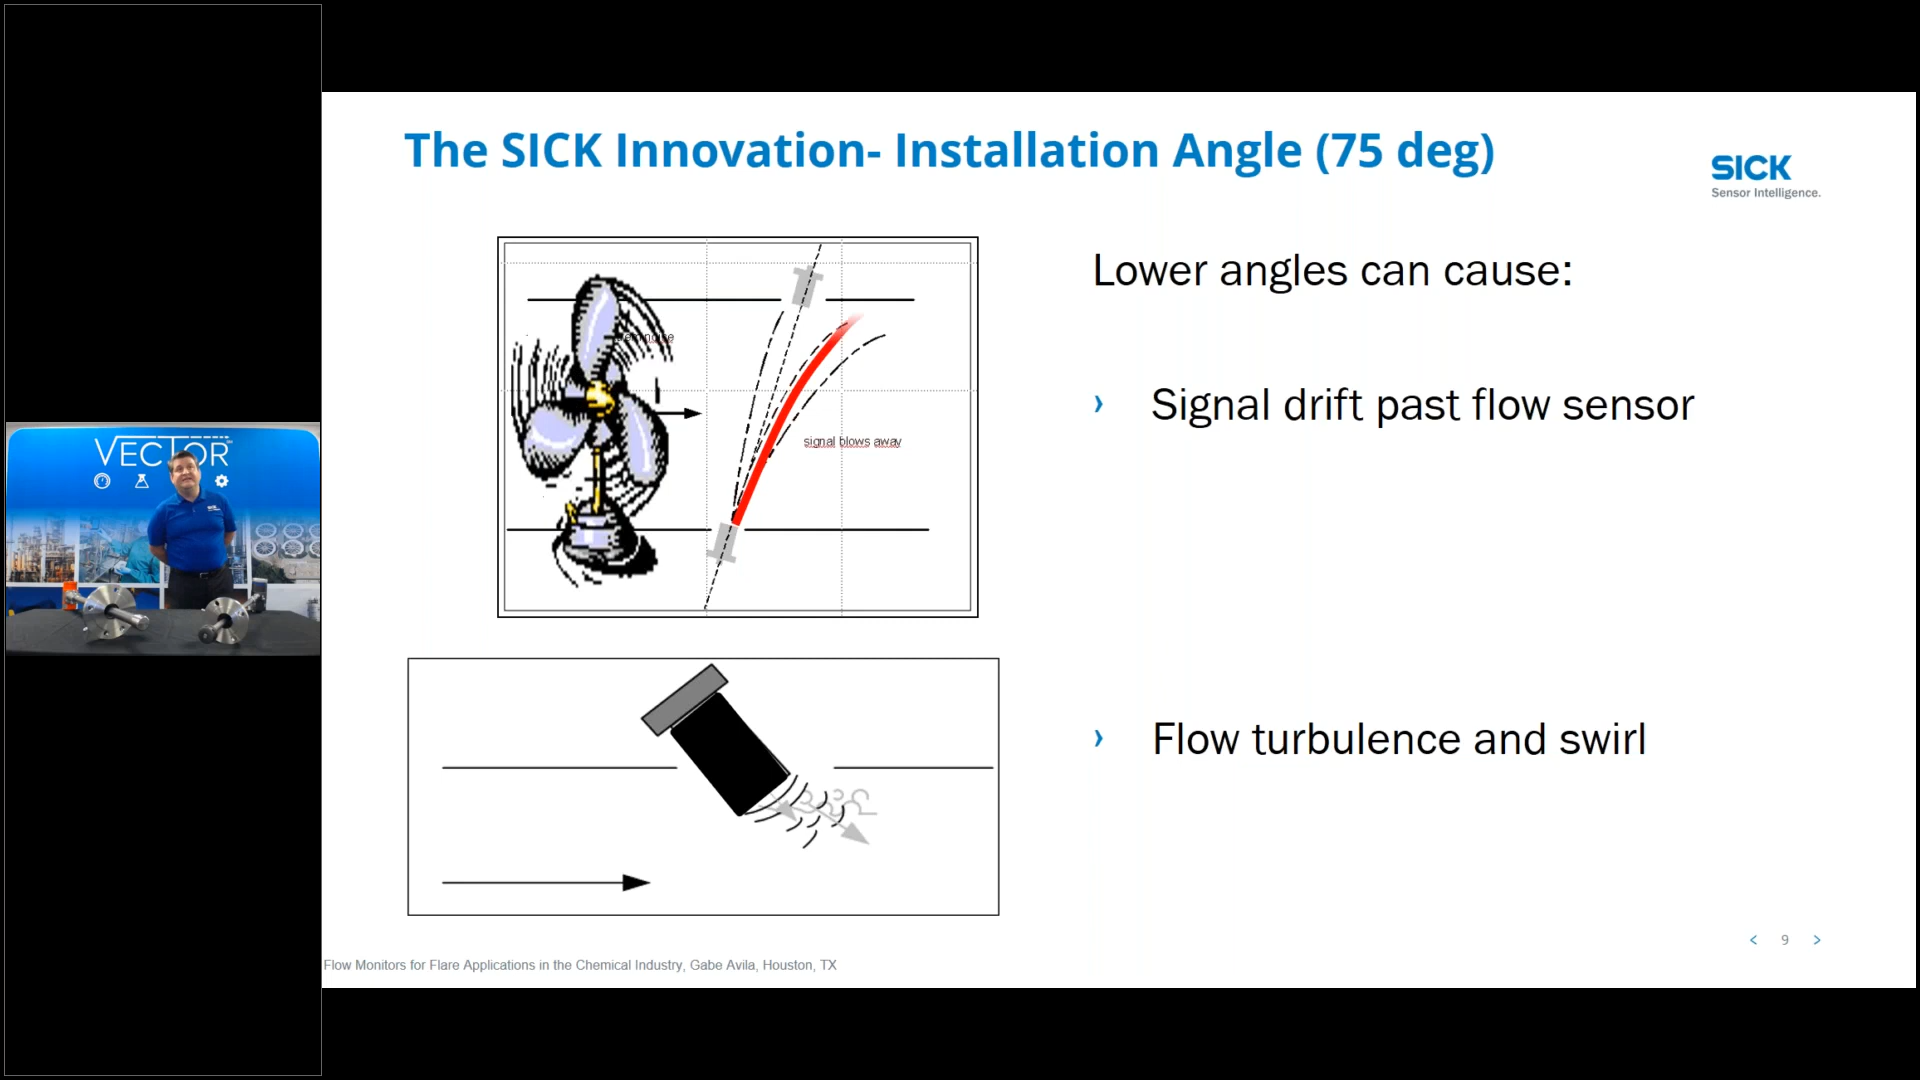 The SICK Innovation- Installation Angle (75 deg)
SICK
Sensor Intelligence.
Lower angles can cause:
signal blows away
› Signal drift past flow sensor
› Flow turbulence and swirl
VECTOR
< 9 >
Flow Monitors for Flare Applications in the Chemical Industry, Gabe Avila, Houston, TX